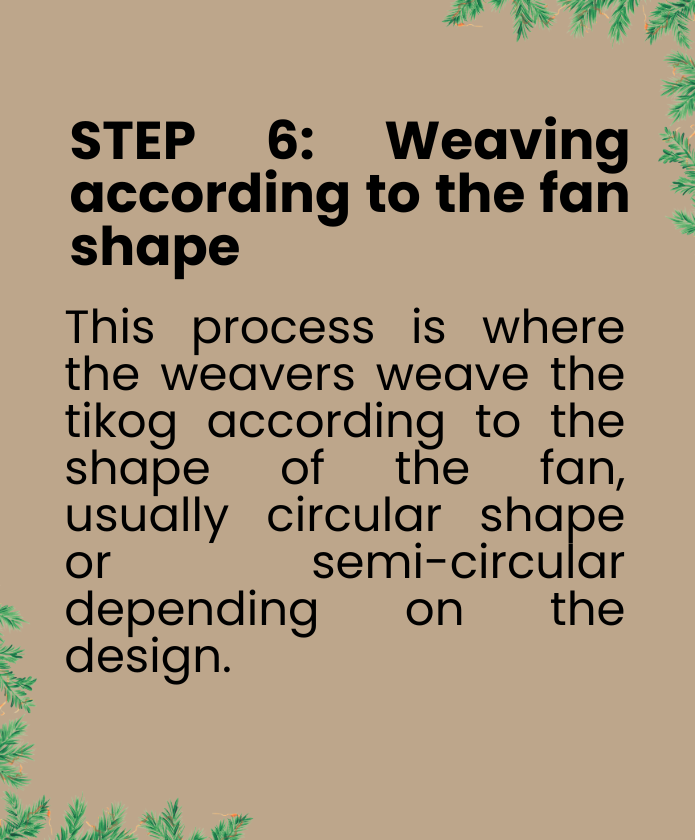 STEP 6: Weaving
according to the fan
shape
This process is where
the weavers weave the
tikog according to the
shape of the fan,
usually circular shape
or semi-circular
depending on the
design.